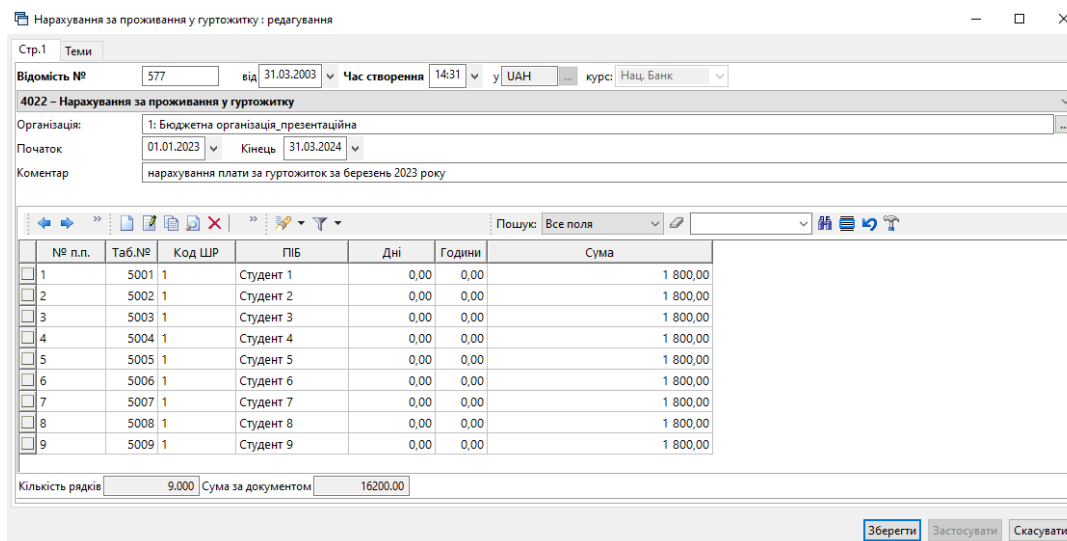 Нарахування за проживання у гуртожитку : редагування
Стр.1 Теми
Відомість № 577 від 31.03.2003 Час створення 14:31 у UAH ... курс: Нац. Банк
4022 – Нарахування за проживання у гуртожитку
Організація: 1: Бюджетна організація_презентаційна ...
Початок 01.01.2023 Кінець 31.03.2024
Коментар нарахування плати за гуртожиток за березень 2023 року
Пошук: Все поля
№ п.п. Таб.№ Код ШР ПІБ Дні Години Сума
1 5001 1 Студент 1 0,00 0,00 1 800,00
2 5002 1 Студент 2 0,00 0,00 1 800,00
3 5003 1 Студент 3 0,00 0,00 1 800,00
4 5004 1 Студент 4 0,00 0,00 1 800,00
5 5005 1 Студент 5 0,00 0,00 1 800,00
6 5006 1 Студент 6 0,00 0,00 1 800,00
7 5007 1 Студент 7 0,00 0,00 1 800,00
8 5008 1 Студент 8 0,00 0,00 1 800,00
9 5009 1 Студент 9 0,00 0,00 1 800,00
Кількість рядків 9.000 Сума за документом 16200.00
Зберегти Застосувати Скасувати